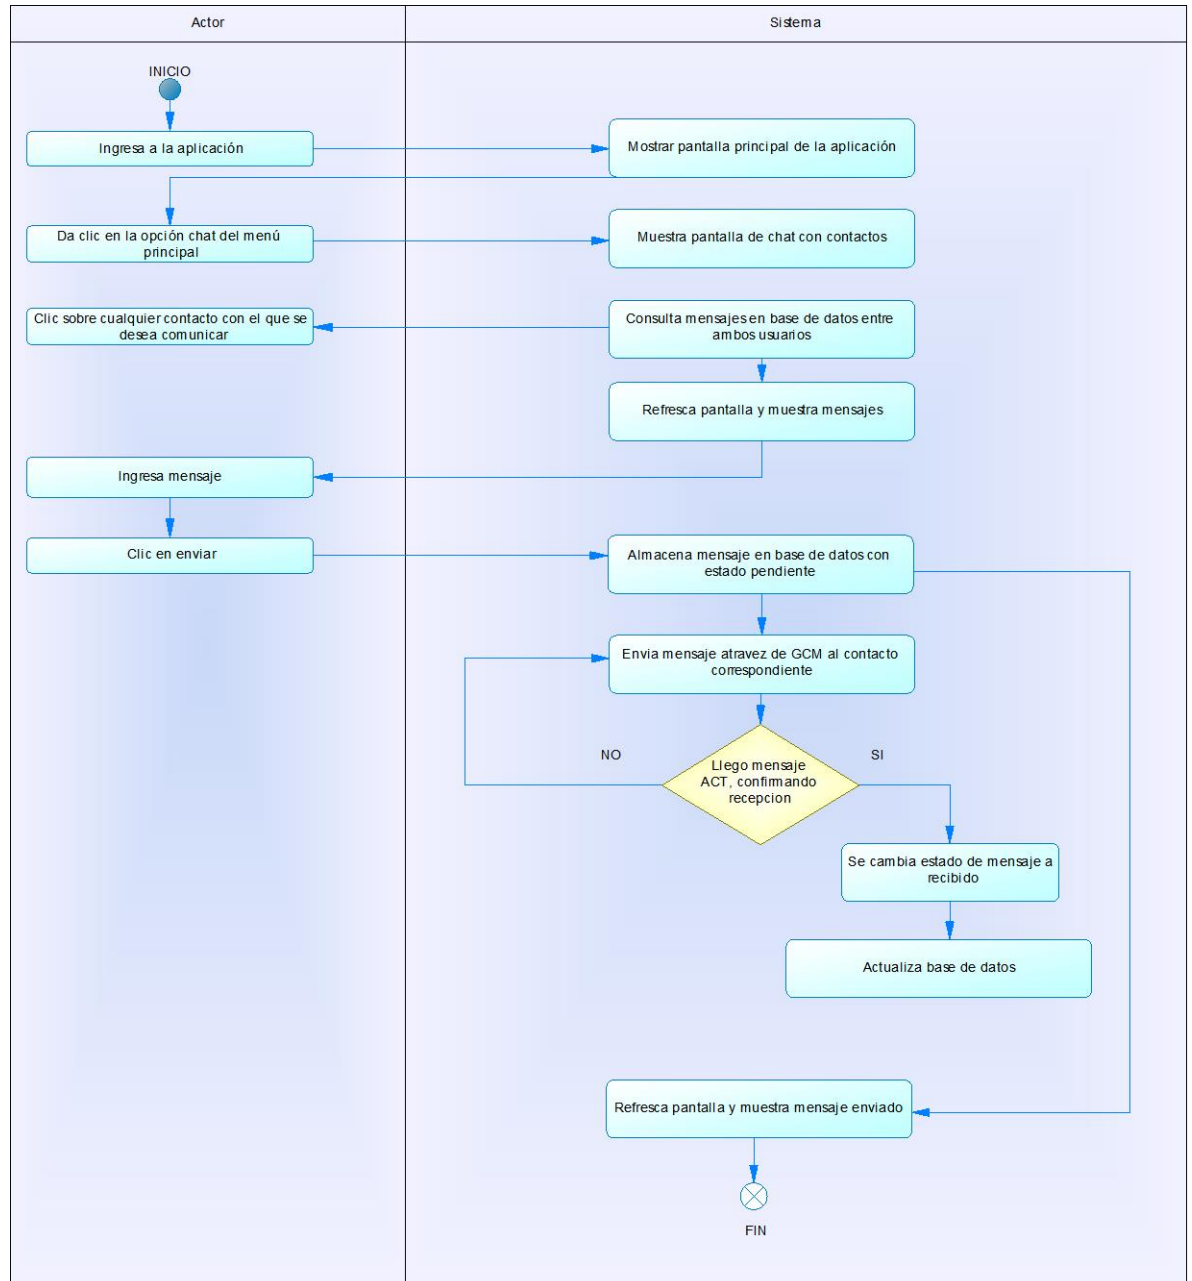 Actor
Sistema
INICIO
Ingresa a la aplicación
Mostrar pantalla principal de la aplicación
Da clic en la opción chat del menú
principal
Muestra pantalla de chat con contactos
Clic sobre cualquier contacto con el que se
desea comunicar
Consulta mensajes en base de datos entre
ambos usuarios
Refresca pantalla y muestra mensajes
Ingresa mensaje
Clic en enviar
Almacena mensaje en base de datos con
estado pendiente
Envia mensaje atravez de GCM al contacto
correspondiente
NO
SI
Llego mensaje
ACT, confirmando
recepcion
Se cambia estado de mensaje a
recibido
Actualiza base de datos
Refresca pantalla y muestra mensaje enviado
FIN